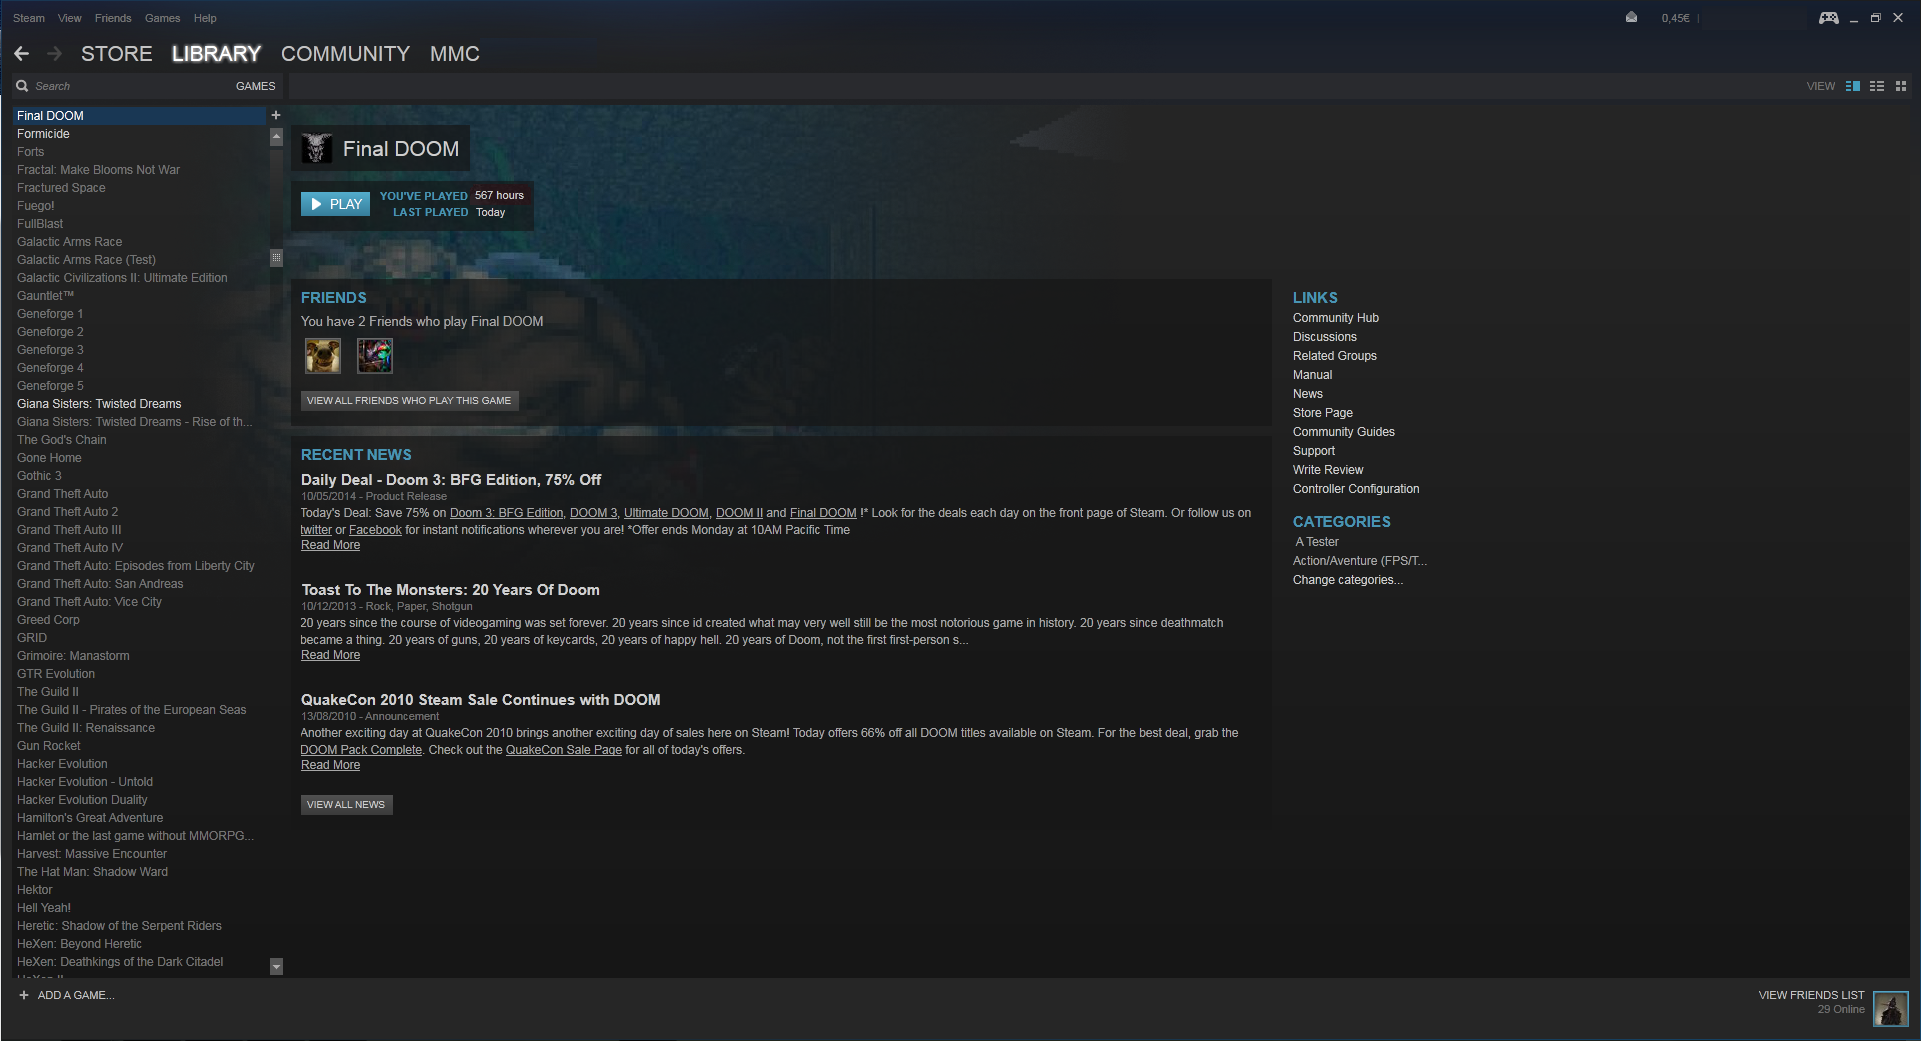 Steam View Friends Games Help
0,45€
STORE LIBRARY COMMUNITY MMC
Search GAMES
VIEW
Final DOOM
Formicide
Forts
Fractal: Make Blooms Not War
Fractured Space
Fuego!
FullBlast
Galactic Arms Race
Galactic Arms Race (Test)
Galactic Civilizations II: Ultimate Edition
Gauntlet™
Geneforge 1
Geneforge 2
Geneforge 3
Geneforge 4
Geneforge 5
Giana Sisters: Twisted Dreams
Giana Sisters: Twisted Dreams - Rise of th...
The God's Chain
Gone Home
Gothic 3
Grand Theft Auto
Grand Theft Auto 2
Grand Theft Auto III
Grand Theft Auto IV
Grand Theft Auto: Episodes from Liberty City
Grand Theft Auto: San Andreas
Grand Theft Auto: Vice City
Greed Corp
GRID
Grimoire: Manastorm
GTR Evolution
The Guild II
The Guild II - Pirates of the European Seas
The Guild II: Renaissance
Gun Rocket
Hacker Evolution
Hacker Evolution - Untold
Hacker Evolution Duality
Hamilton's Great Adventure
Hamlet or the last game without MMORPG...
Harvest: Massive Encounter
The Hat Man: Shadow Ward
Hektor
Hell Yeah!
Heretic: Shadow of the Serpent Riders
HeXen: Beyond Heretic
HeXen: Deathkings of the Dark Citadel
Final DOOM
PLAY
YOU'VE PLAYED 567 hours
LAST PLAYED Today
FRIENDS
You have 2 Friends who play Final DOOM
VIEW ALL FRIENDS WHO PLAY THIS GAME
RECENT NEWS
Daily Deal - Doom 3: BFG Edition, 75% Off
10/05/2014 - Product Release
Today's Deal: Save 75% on Doom 3: BFG Edition, DOOM 3, Ultimate DOOM, DOOM II and Final DOOM !* Look for the deals each day on the front page of Steam. Or follow us on
twitter or Facebook for instant notifications wherever you are! *Offer ends Monday at 10AM Pacific Time
Read More
Toast To The Monsters: 20 Years Of Doom
10/12/2013 - Rock, Paper, Shotgun
20 years since the course of videogaming was set forever. 20 years since id created what may very well still be the most notorious game in history. 20 years since deathmatch
became a thing. 20 years of guns, 20 years of keycards, 20 years of happy hell. 20 years of Doom, not the first first-person s...
Read More
QuakeCon 2010 Steam Sale Continues with DOOM
13/08/2010 - Announcement
Another exciting day at QuakeCon 2010 brings another exciting day of sales here on Steam! Today offers 66% off all DOOM titles available on Steam. For the best deal, grab the
DOOM Pack Complete. Check out the QuakeCon Sale Page for all of today's offers.
Read More
VIEW ALL NEWS
LINKS
Community Hub
Discussions
Related Groups
Manual
News
Store Page
Community Guides
Support
Write Review
Controller Configuration
CATEGORIES
A Tester
Action/Aventure (FPS/T...
Change categories...
ADD A GAME...
VIEW FRIENDS LIST
29 Online